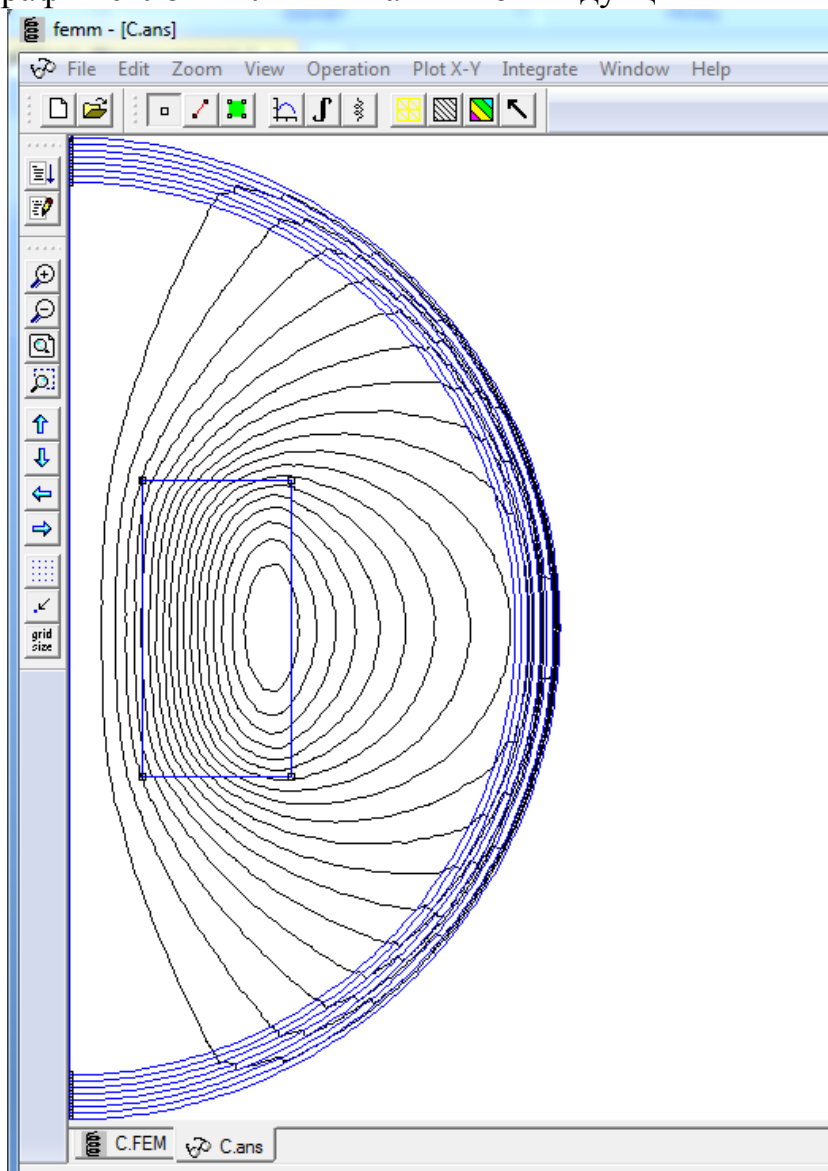 femm - [C.ans]
File Edit Zoom View Operation Plot X-Y Integrate Window Help
grid
size
C.FEM C.ans